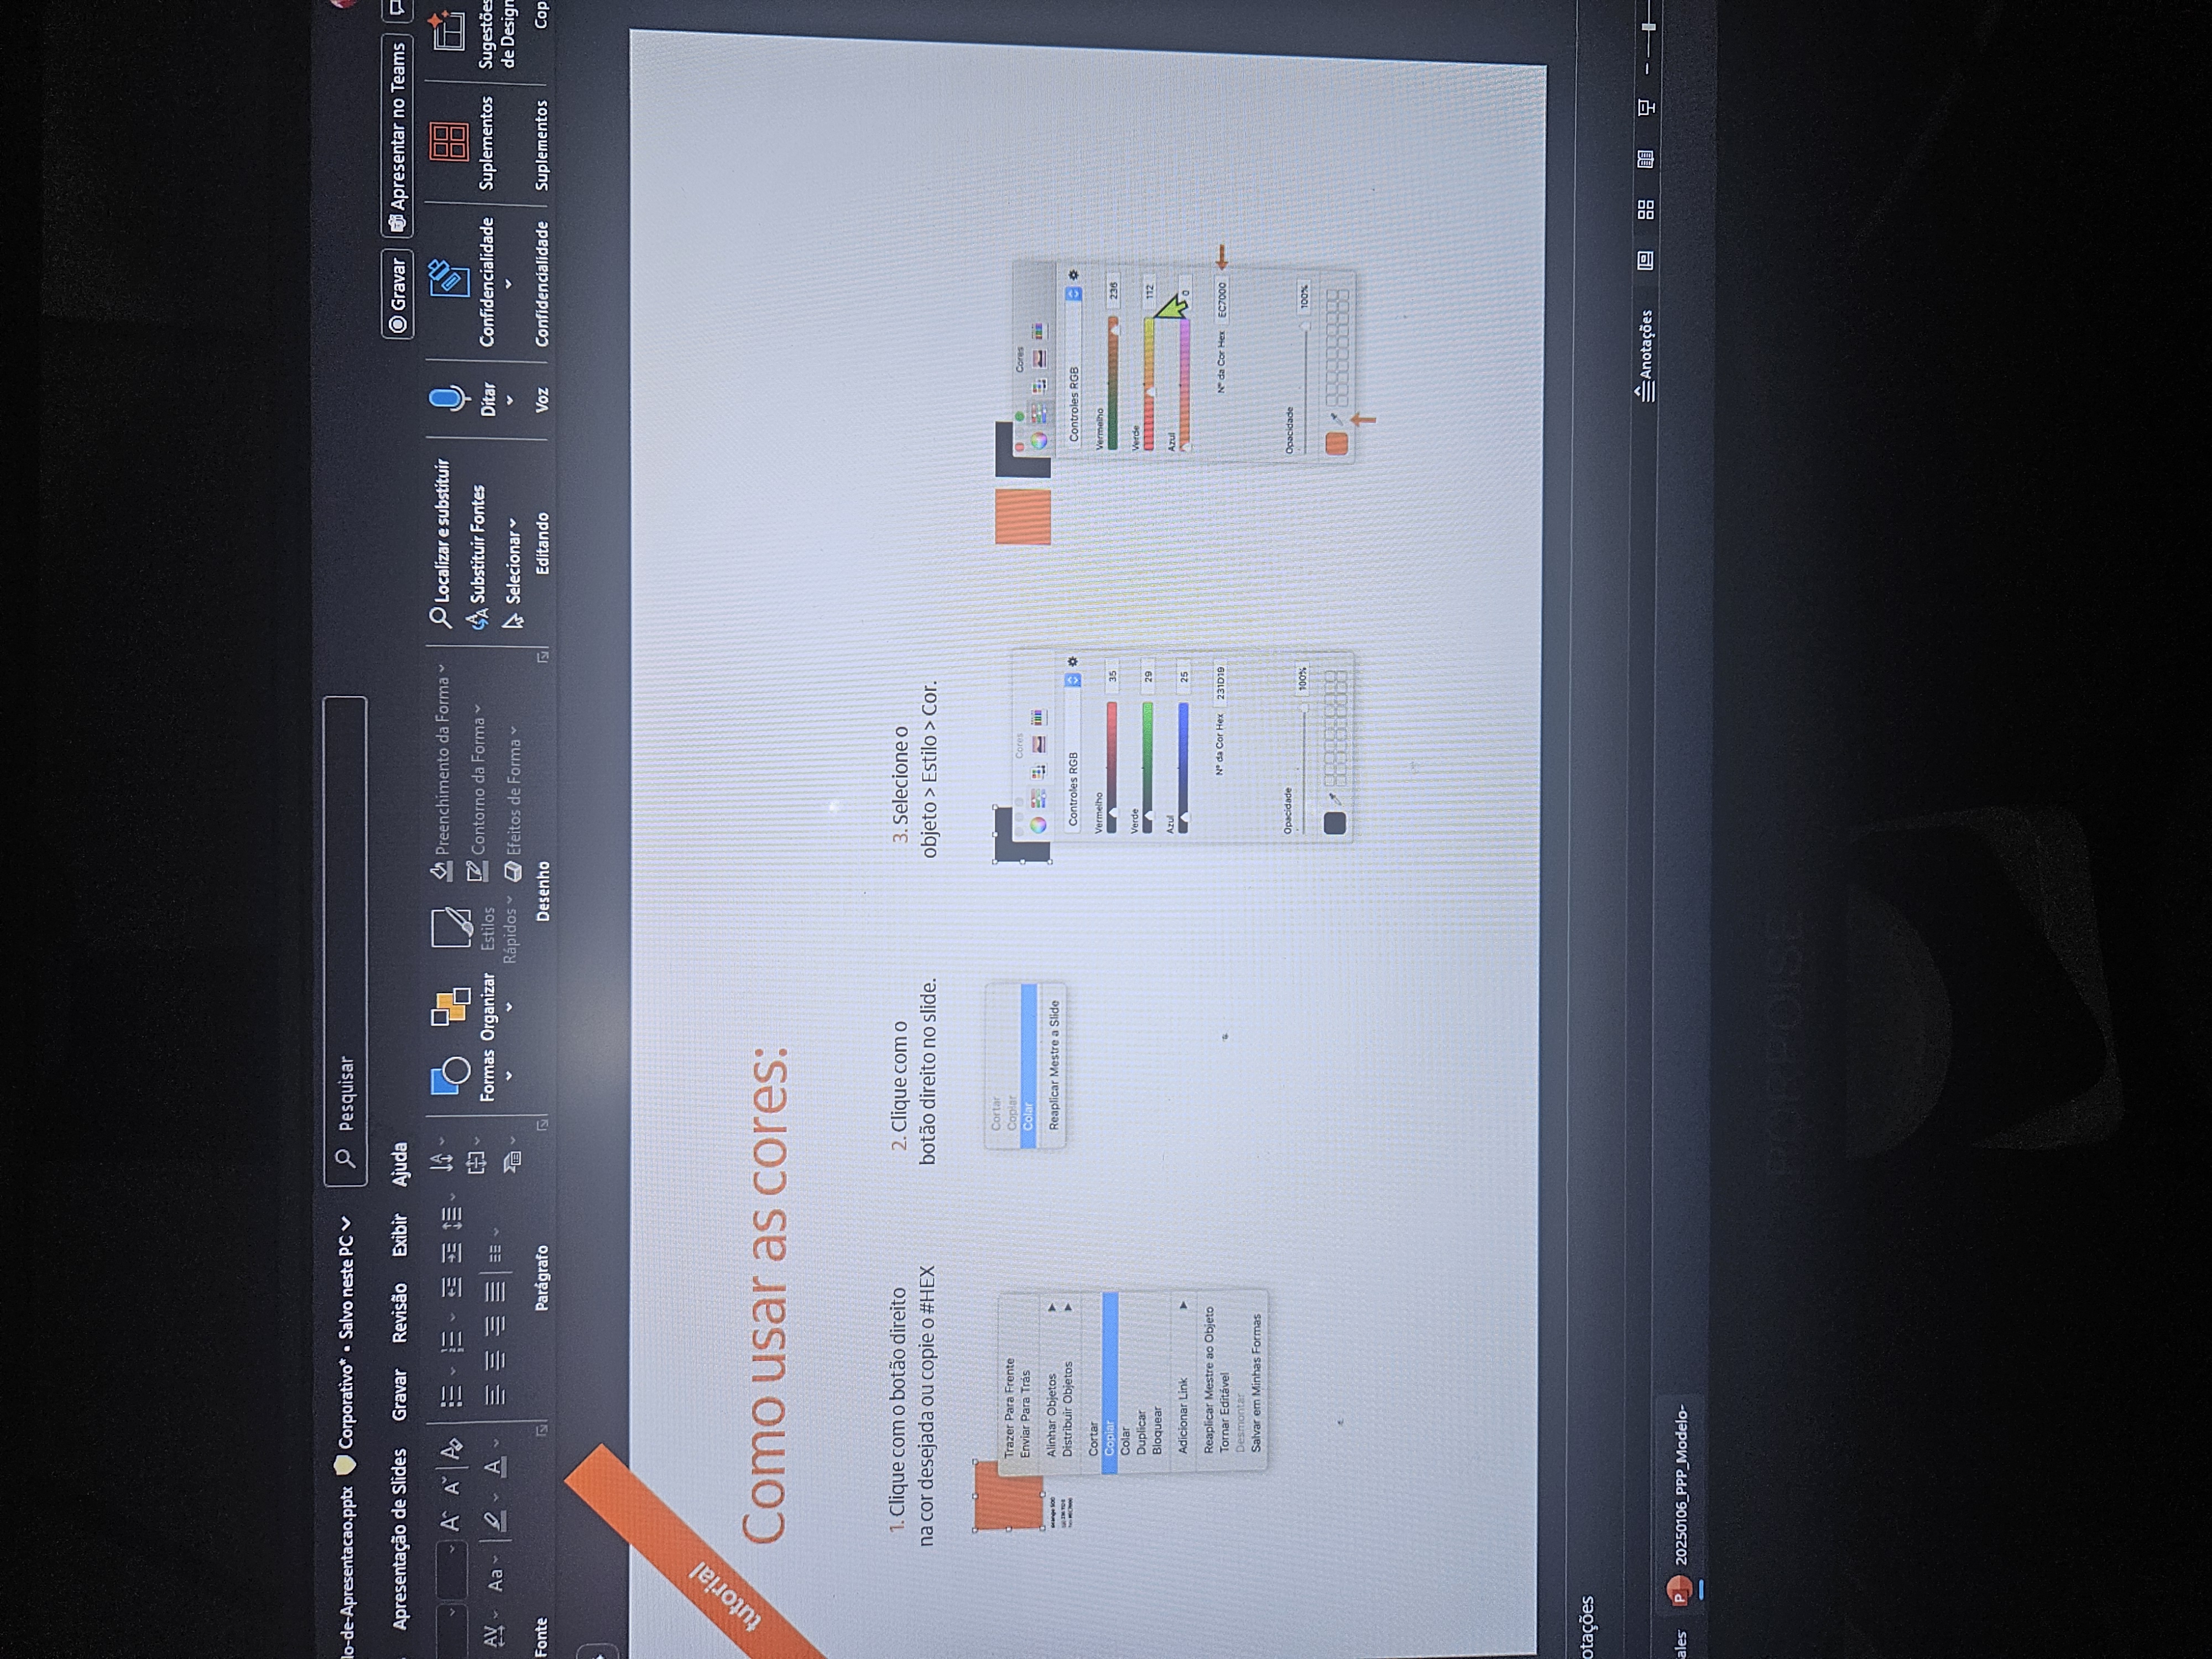 lo-de-Apresentacao.pptx Corporativo* • Salvo neste PC
Pesquisar
Apresentação de Slides Gravar Revisão Exibir Ajuda
Gravar Apresentar no Teams
Aa
Formas Organizar Estilos Rápidos
Preenchimento da Forma
Contorno da Forma
Efeitos de Forma
Localizar e substituir
Substituir Fontes
Selecionar
Ditar
Confidencialidade
Suplementos
Sugestões
de Design
Fonte Parágrafo Desenho Editando Voz Confidencialidade Suplementos Cop
tutorial
Como usar as cores:
1. Clique com o botão direito
na cor desejada ou copie o #HEX
Trazer Para Frente
Enviar Para Trás
Alinhar Objetos
Distribuir Objetos
Cortar
Copiar
Colar
Duplicar
Bloquear
Adicionar Link
Reaplicar Mestre ao Objeto
Tornar Editável
Desmontar
Salvar em Minhas Formas
2. Clique com o
botão direito no slide.
Cortar
Copiar
Colar
Reaplicar Mestre a Slide
3. Selecione o
objeto > Estilo > Cor.
Cores
Controles RGB
Vermelho
35
Verde
29
Azul
25
Nº da Cor Hex 231D19
Opacidade
100%
Cores
Controles RGB
Vermelho
236
Verde
112
Azul
0
Nº da Cor Hex EC7000
Opacidade
100%
otações
Anotações
ales
20250106_PPP_Modelo-
PORPOISE